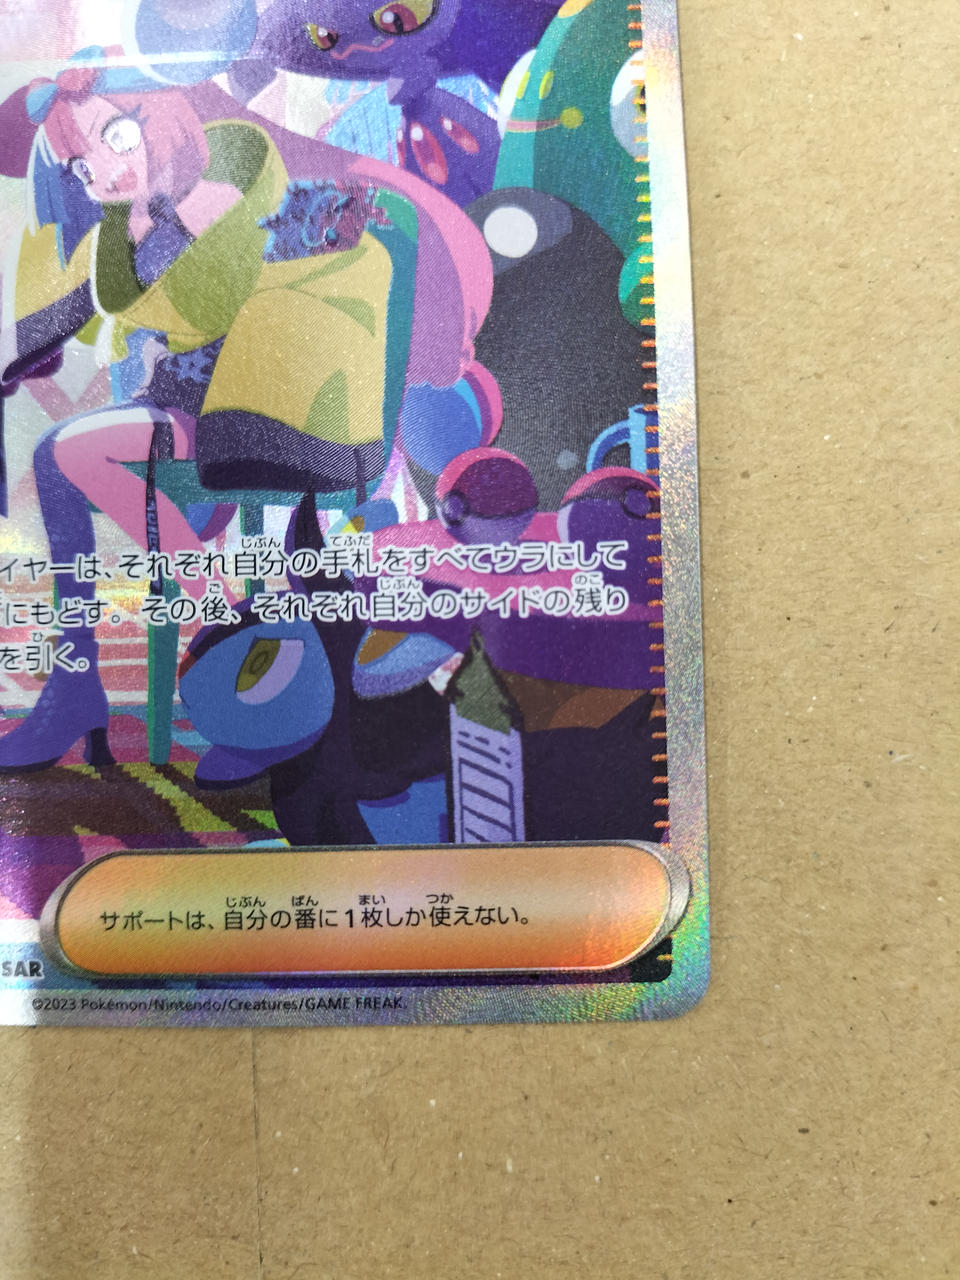 イヤーは、それぞれ自分の手札をすべてウラにして
にもどす。その後、それぞれ自分のサイドの残り
を引く。
サポートは、自分の番に1枚しか使えない。
SAR
©2023 Pokémon/Nintendo/Creatures/GAME FREAK.